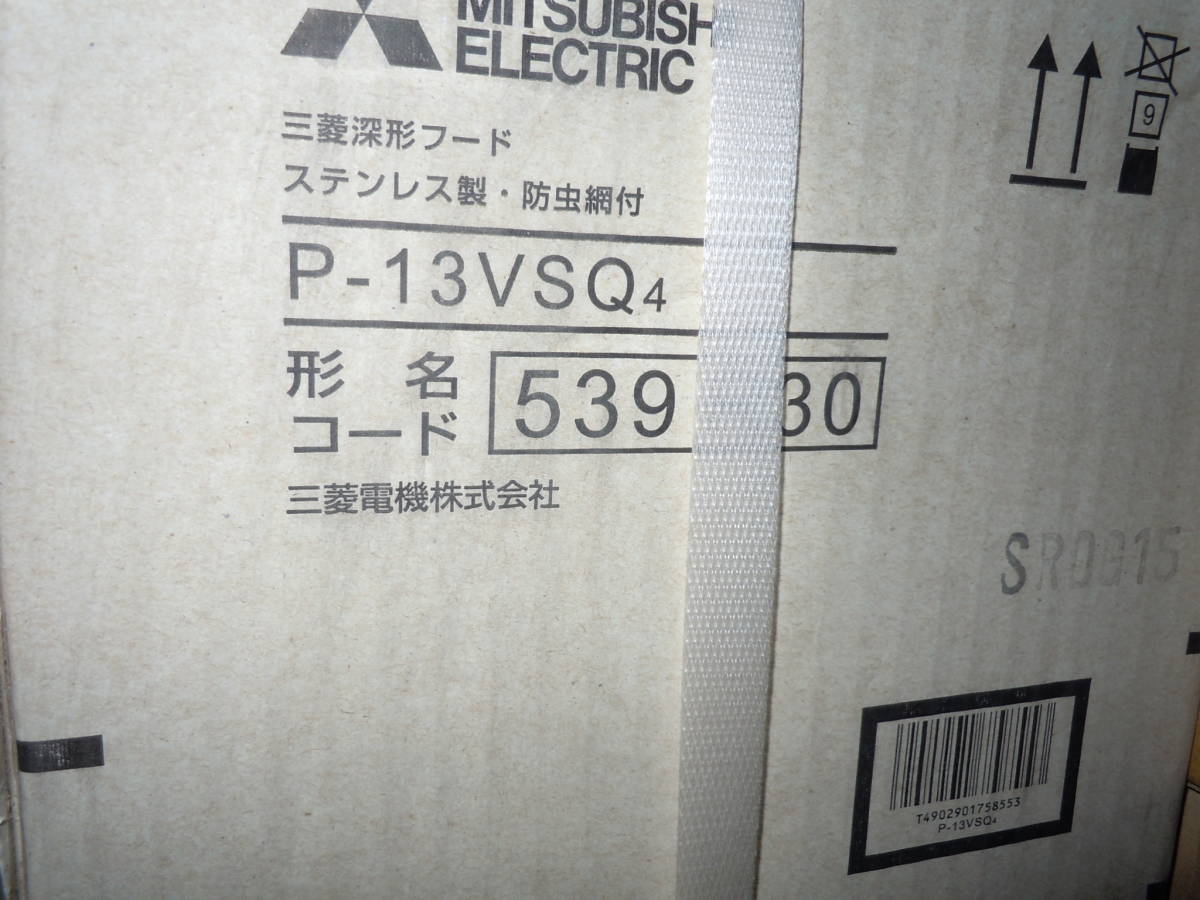 MITSUBISH
ELECTRIC
三菱深形フード
ステンレス製・防虫網付
P-13VSQ4
形名
コード
539 30
三菱電機株式会社
9
SR0915
T4902901758553
P-13VSQ4